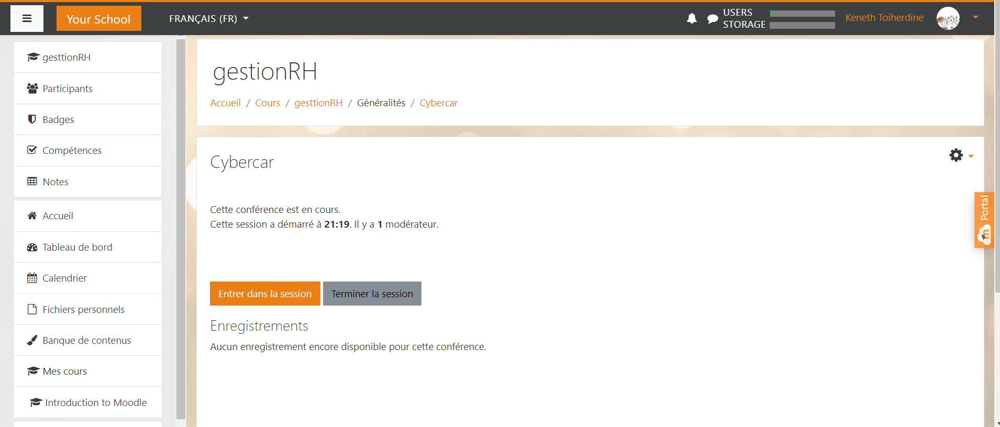 Your School
FRANÇAIS (FR)
USERS
STORAGE
Keneth Toiherdine
gesttionRH
Participants
Badges
Compétences
Notes
Accueil
Tableau de bord
Calendrier
Fichiers personnels
Banque de contenus
Mes cours
Introduction to Moodle
gestionRH
Accueil / Cours / gesttionRH / Généralités / Cybercar
Cybercar
Cette conférence est en cours.
Cette session a démarré à 21:19. Il y a 1 modérateur.
Entrer dans la session
Terminer la session
Enregistrements
Aucun enregistrement encore disponible pour cette conférence.
Portal